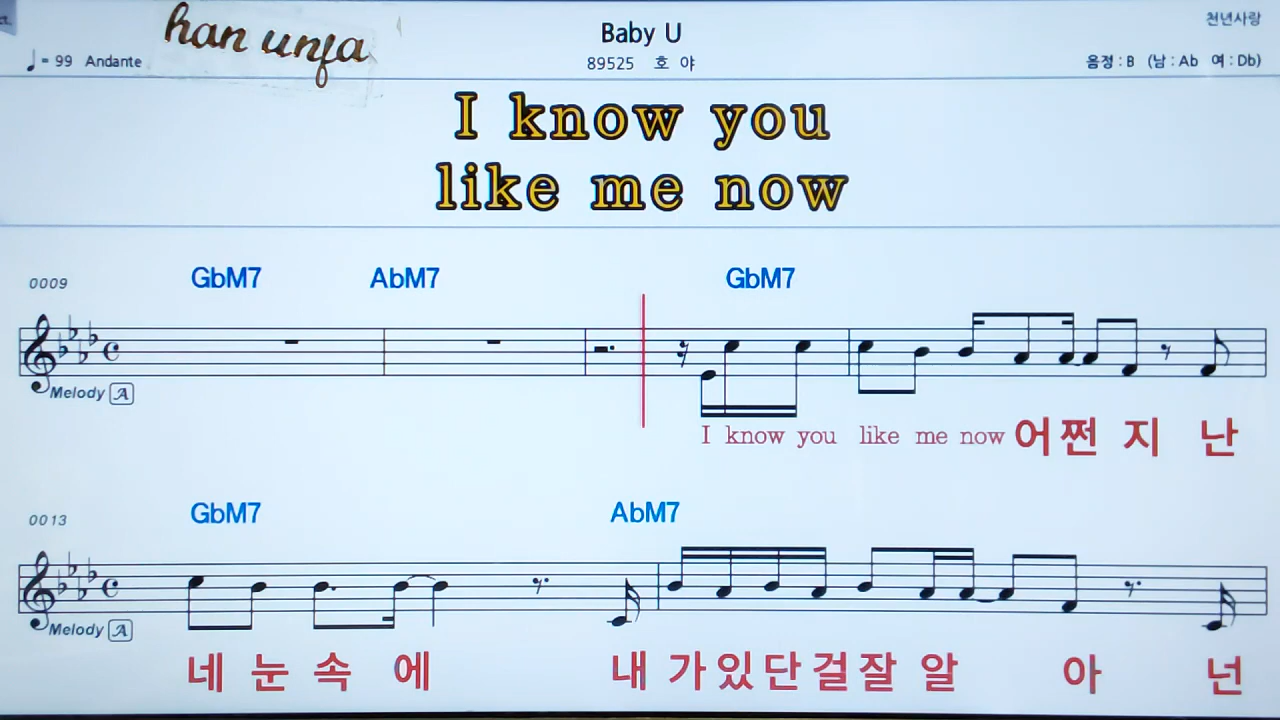 ct.
han unja
Baby U
천년사랑
♩= 99 Andante
89525 호 야
음정 : B (남 : Ab 여 : Db)
I know you
like me now
0009
GbM7 AbM7 GbM7
Melody A
I know you like me now 어쩐 지 난
0013
GbM7 AbM7
Melody A
네 눈 속 에 내 가 있 단 걸 잘 알 아 넌